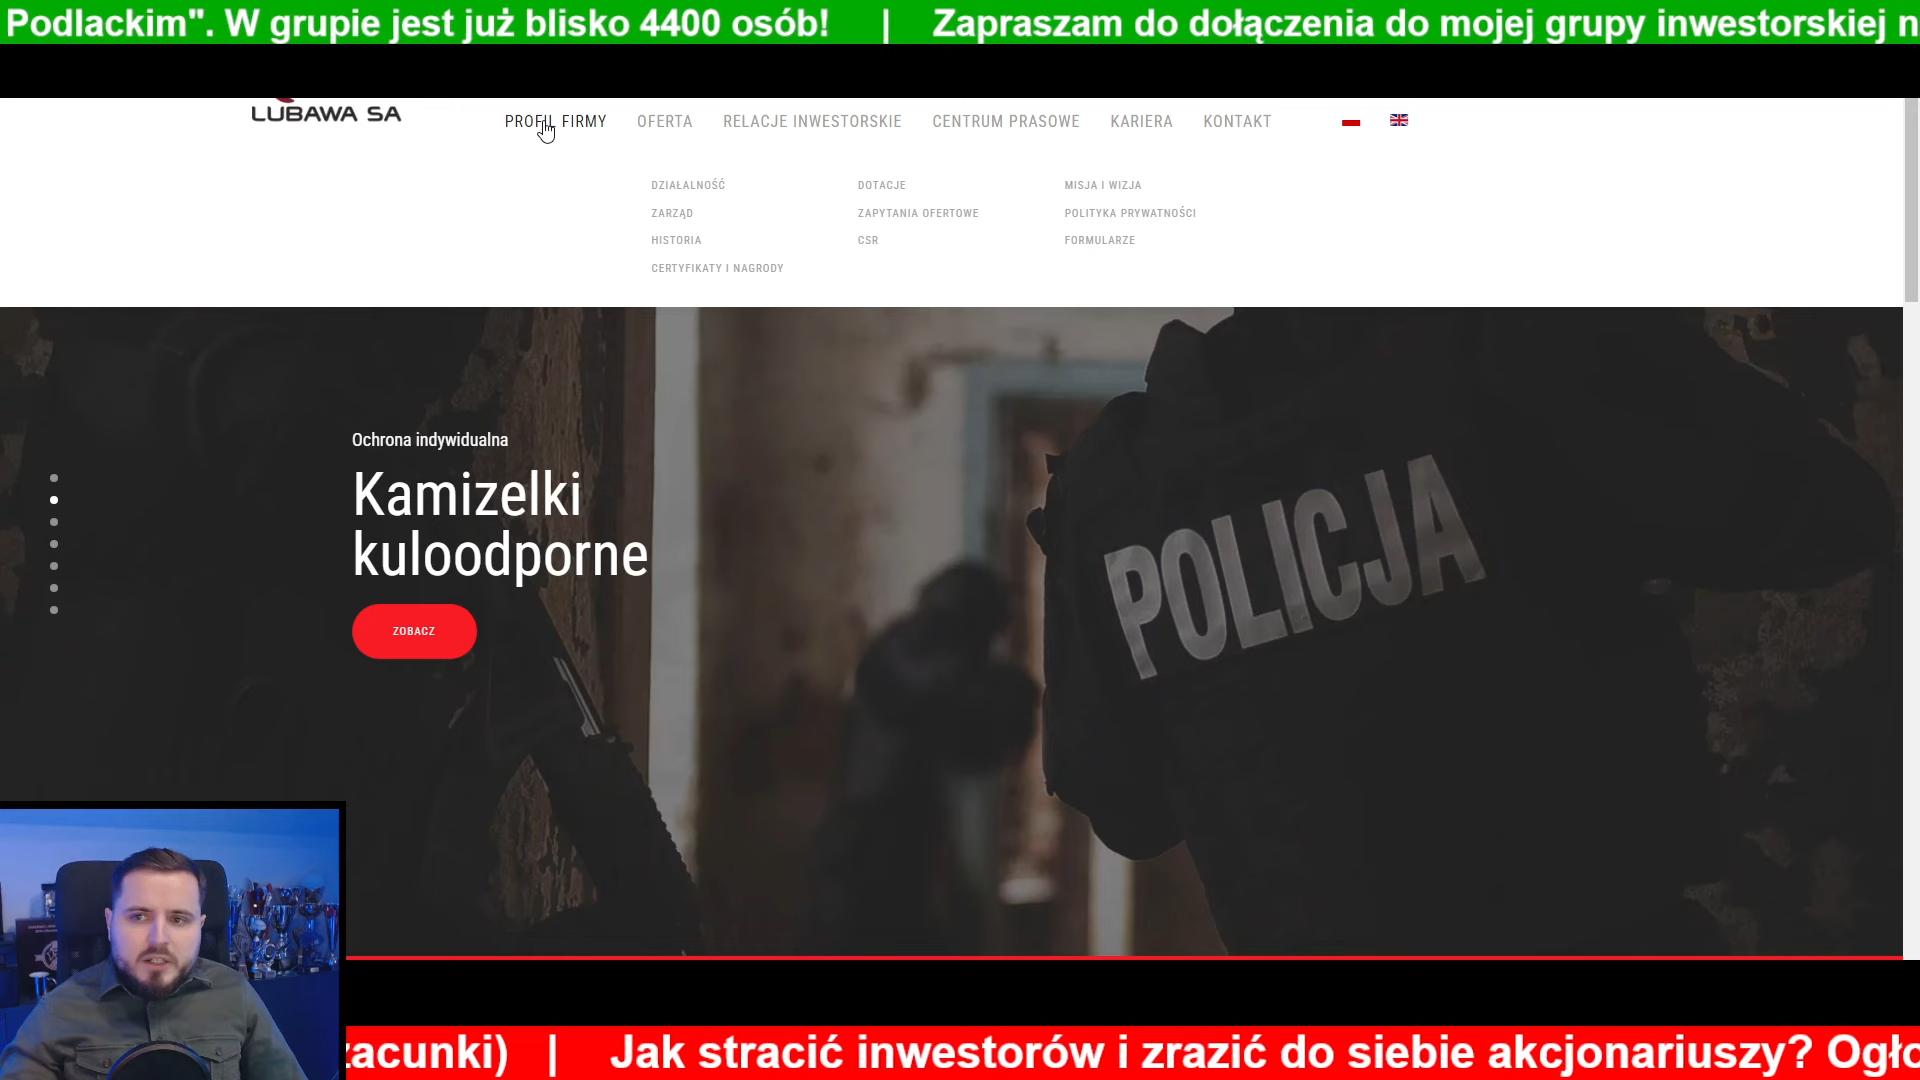 Podlackim". W grupie jest już blisko 4400 osób! | Zapraszam do dołączenia do mojej grupy inwestorskiej n
LUBAWA SA
PROFIL FIRMY OFERTA RELACJE INWESTORSKIE CENTRUM PRASOWE KARIERA KONTAKT
DZIAŁALNOŚĆ DOTACJE MISJA I WIZJA
ZARZĄD ZAPYTANIA OFERTOWE POLITYKA PRYWATNOŚCI
HISTORIA CSR FORMULARZE
CERTYFIKATY I NAGRODY
Ochrona indywidualna
Kamizelki
kuloodporne
ZOBACZ
POLICJA
zacunki) | Jak stracić inwestorów i zrazić do siebie akcjonariuszy? Ogło